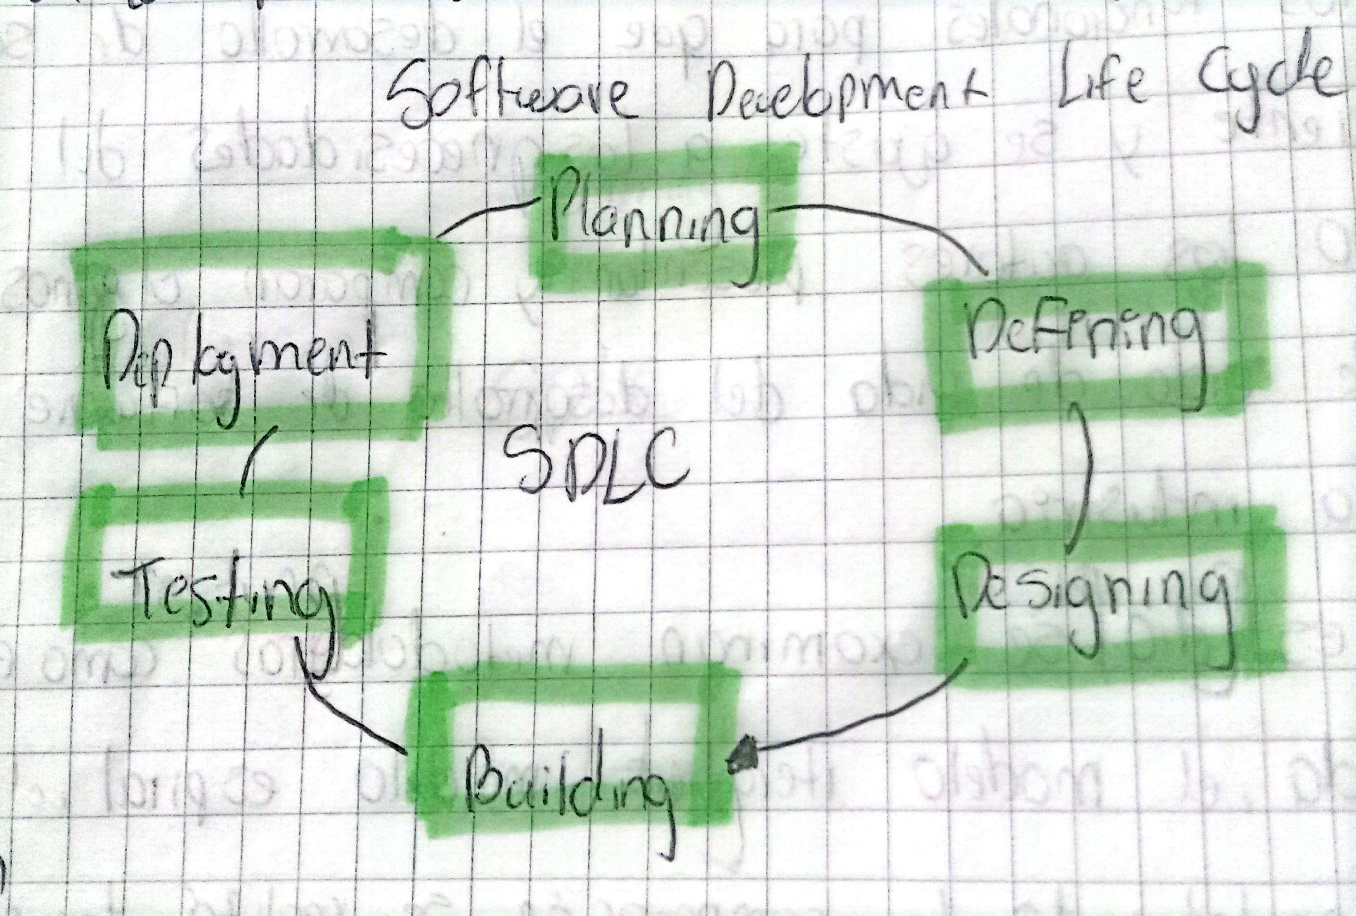 Software Development Life Cycle
Planning
Defining
Deployment
SDLC
Testing
Designing
Building